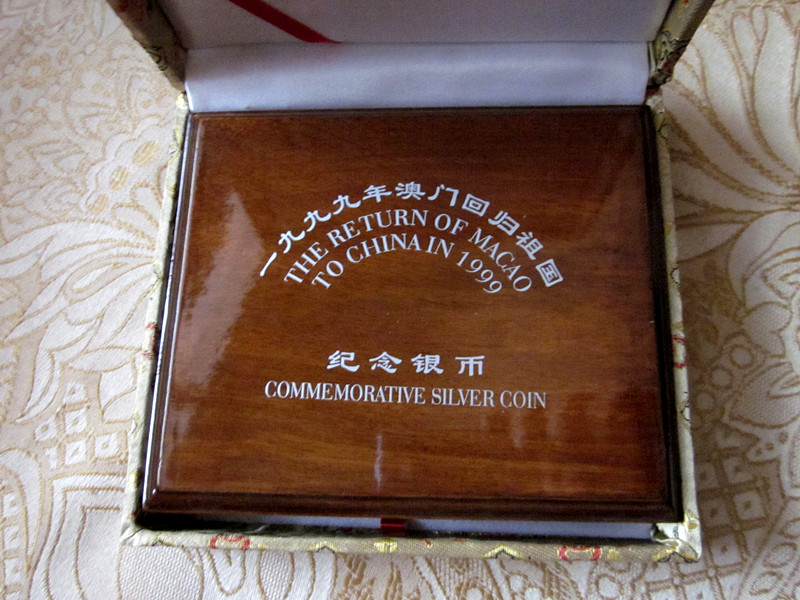 一九九九年澳门回归祖国
THE RETURN OF MACAO
TO CHINA IN 1999
纪念银币
COMMEMORATIVE SILVER COIN